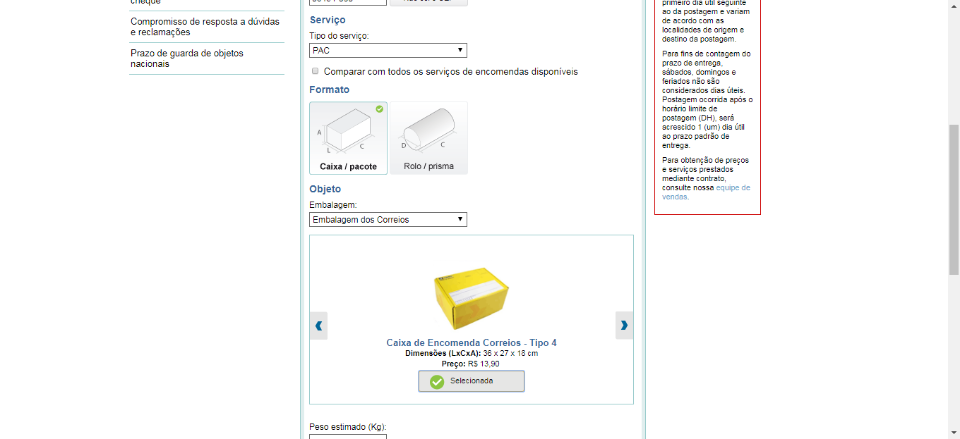 cheque
Compromisso de resposta a dúvidas
e reclamações
Prazo de guarda de objetos
nacionais
Serviço
Tipo do serviço:
PAC
Comparar com todos os serviços de encomendas disponíveis
Formato
A
L
C
Caixa / pacote
D
C
Rolo / prisma
Objeto
Embalagem:
Embalagem dos Correios
Caixa de Encomenda Correios - Tipo 4
Dimensões (LxCxA): 36 x 27 x 18 cm
Preço: R$ 13,90
Selecionada
Peso estimado (Kg):
primeiro dia útil seguinte
ao da postagem e variam
de acordo com as
localidades de origem e
destino da postagem.
Para fins de contagem do
prazo de entrega,
sábados, domingos e
feriados não são
considerados dias úteis.
Postagem ocorrida após o
horário limite de
postagem (DH), será
acrescido 1 (um) dia útil
ao prazo padrão de
entrega.
Para obtenção de preços
e serviços prestados
mediante contrato,
consulte nossa equipe de
vendas.